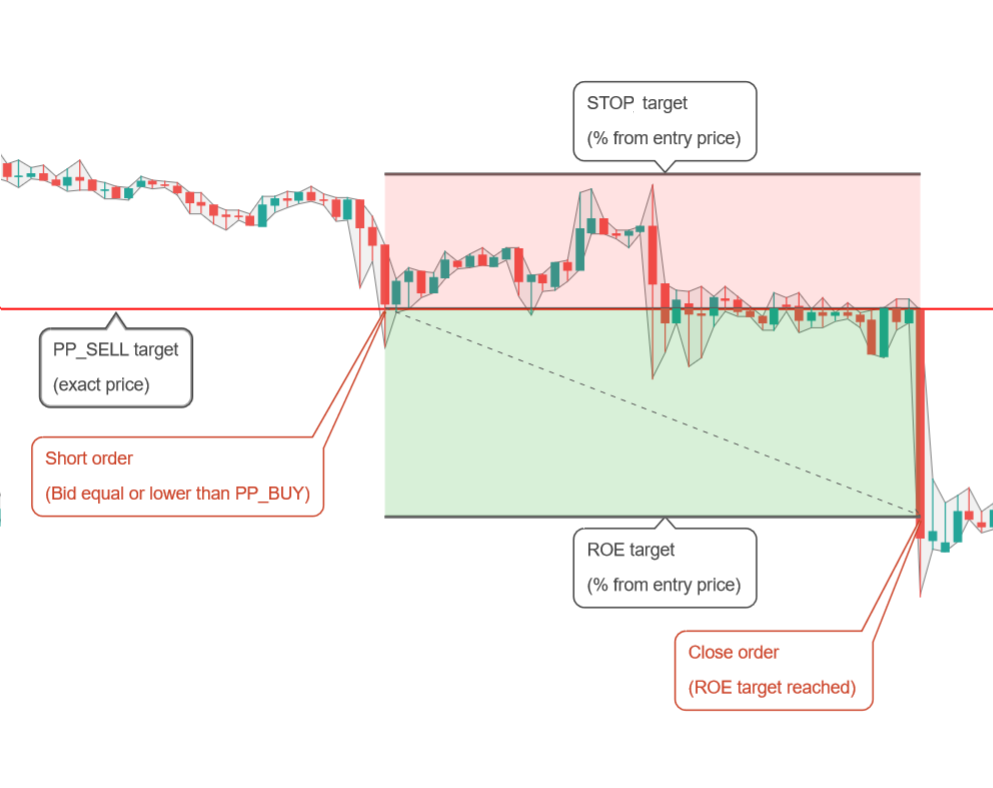 STOP target
(% from entry price)
PP_SELL target
(exact price)
Short order
(Bid equal or lower than PP_BUY)
ROE target
(% from entry price)
Close order
(ROE target reached)